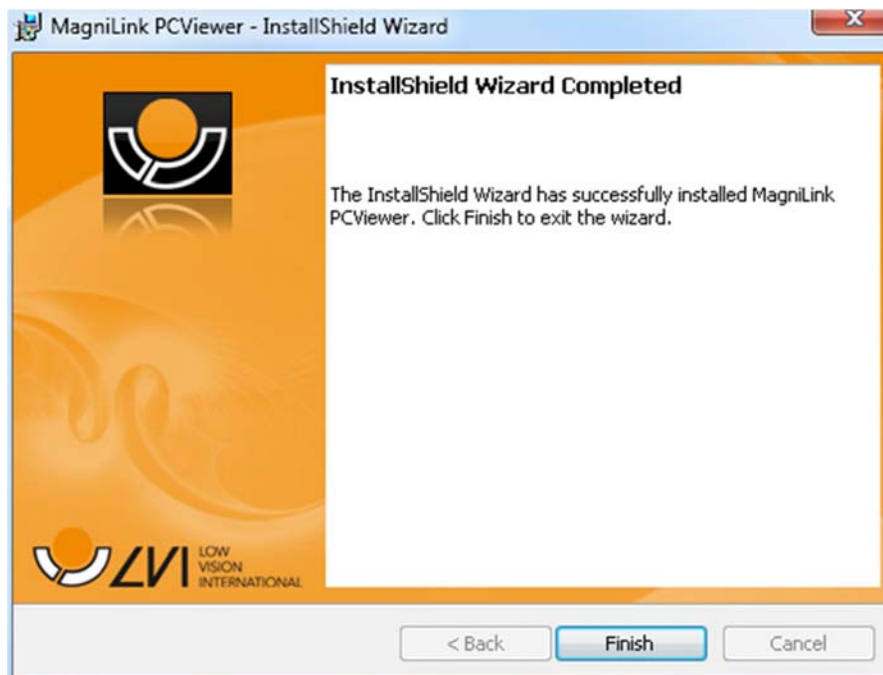 MagniLink PCViewer - InstallShield Wizard
InstallShield Wizard Completed
The InstallShield Wizard has successfully installed MagniLink
PCViewer. Click Finish to exit the wizard.
LVI
LOW
VISION
INTERNATIONAL
< Back
Finish
Cancel